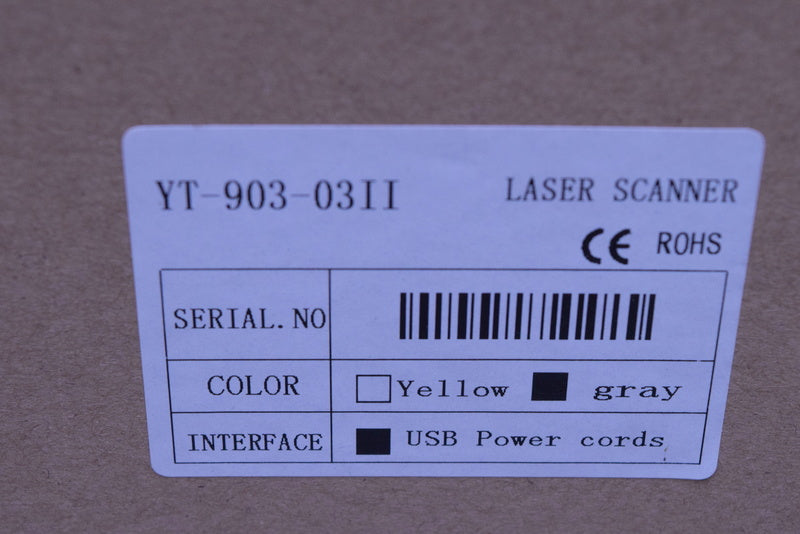 YT-903-03II
LASER SCANNER
CE ROHS
SERIAL.NO
COLOR Yellow gray
INTERFACE USB Power cords